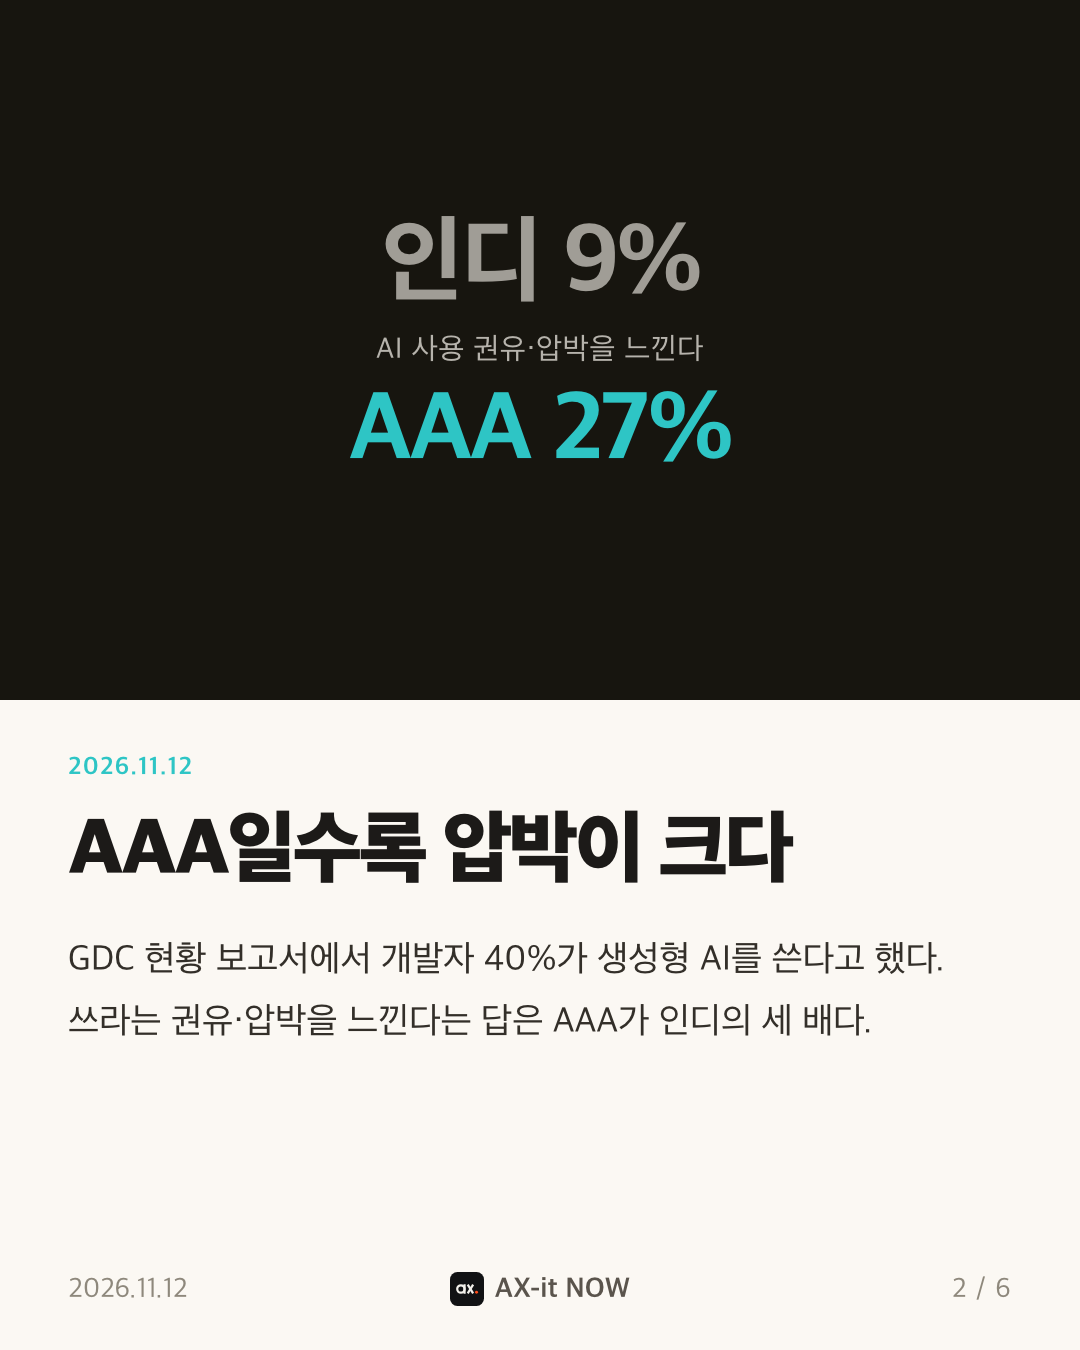 인디 9%
AI 사용 권유·압박을 느낀다
AAA 27%
2026.11.12
AAA일수록 압박이 크다
GDC 현황 보고서에서 개발자 40%가 생성형 AI를 쓴다고 했다.
쓰라는 권유·압박을 느낀다는 답은 AAA가 인디의 세 배다.
2026.11.12
ax. AX-it NOW
2 / 6